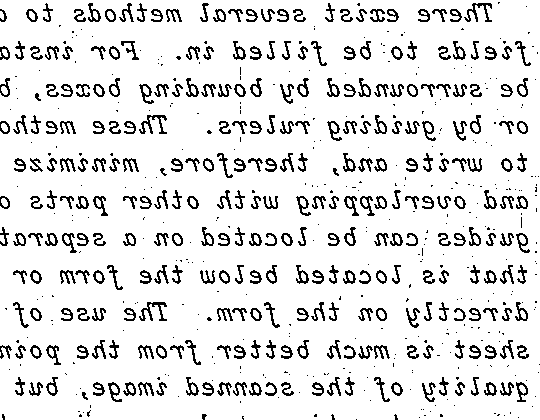 There exist several methods to
fields to be filled in. For insta
be surrounded by bounding boxes, b
or by guiding rulers. These metho
to write and, therefore, minimize
and overlapping with other parts o
guides can be located on a separat
that is located below the form or
directly on the form. The use of
sheet is much better from the poin
quality of the scanned image, but